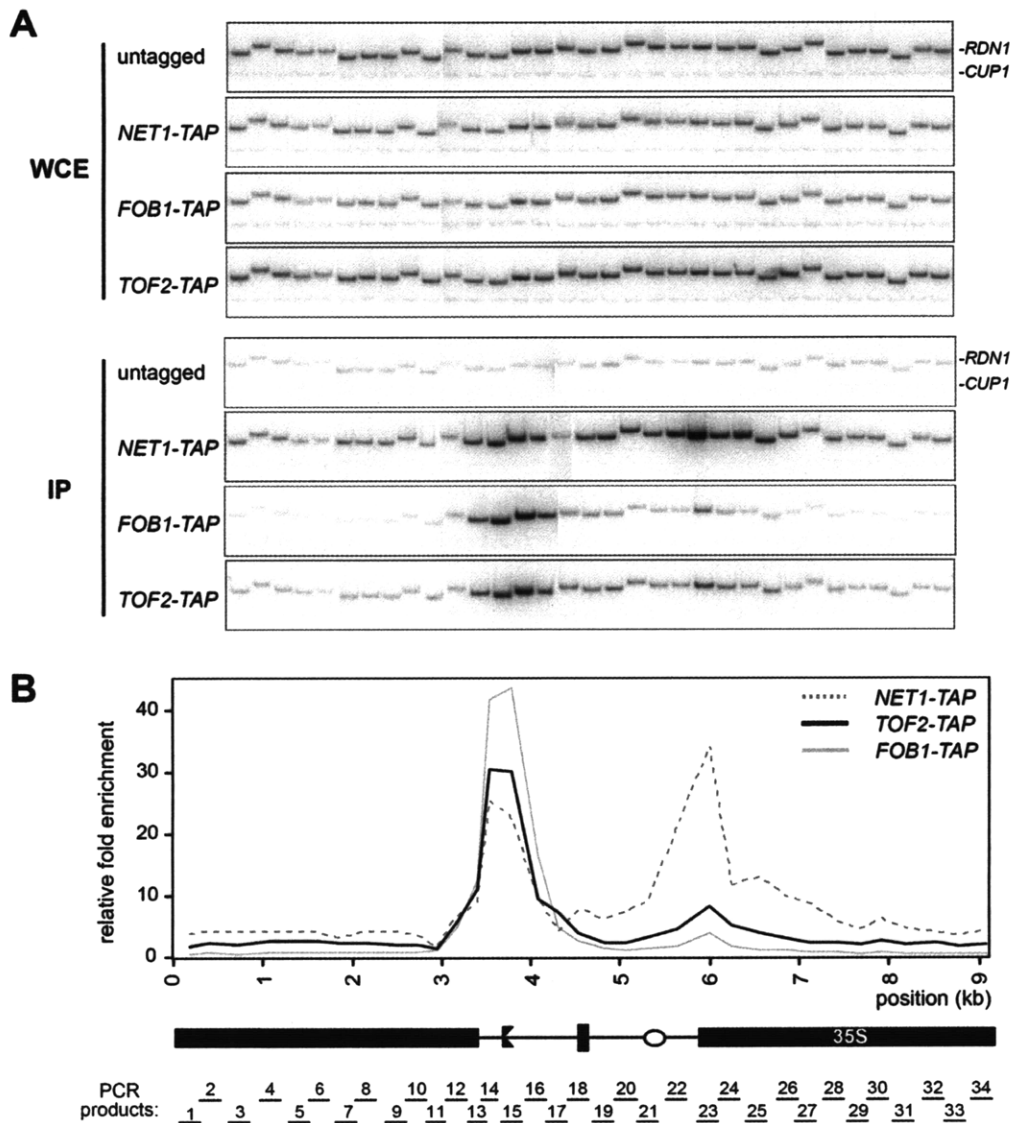 A
WCE
untagged
-RDN1
-CUP1
NET1-TAP
FOB1-TAP
TOF2-TAP
IP
untagged
-RDN1
-CUP1
NET1-TAP
FOB1-TAP
TOF2-TAP
B
relative fold enrichment
40
30
20
10
0
NET1-TAP
TOF2-TAP
FOB1-TAP
0 1 2 3 4 5 6 7 8 9
position (kb)
35S
PCR products:
2 4 6 8 10 12 14 16 18 20 22 24 26 28 30 32 34
1 3 5 7 9 11 13 15 17 19 21 23 25 27 29 31 33